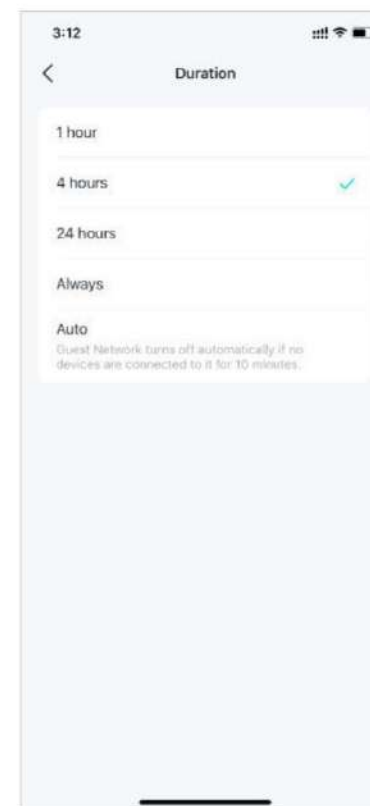 3:12
Duration
1 hour
4 hours
24 hours
Always
Auto
Guest Network turns off automatically if no
devices are connected to it for 10 minutes.